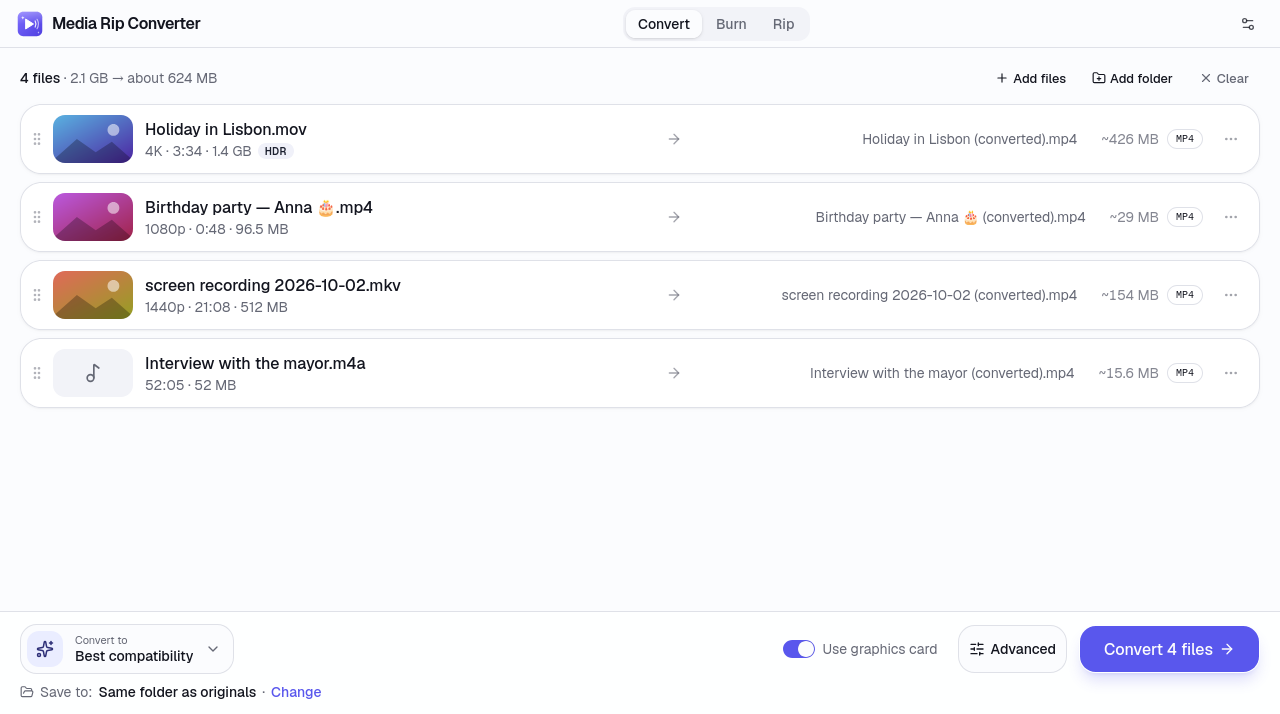 Media Rip Converter
Convert Burn Rip
4 files · 2.1 GB → about 624 MB
Add files Add folder Clear
Holiday in Lisbon.mov
4K · 3:34 · 1.4 GB HDR
→ Holiday in Lisbon (converted).mp4 ~426 MB MP4
Birthday party — Anna 🎂.mp4
1080p · 0:48 · 96.5 MB
→ Birthday party — Anna 🎂 (converted).mp4 ~29 MB MP4
screen recording 2026-10-02.mkv
1440p · 21:08 · 512 MB
→ screen recording 2026-10-02 (converted).mp4 ~154 MB MP4
Interview with the mayor.m4a
52:05 · 52 MB
→ Interview with the mayor (converted).mp4 ~15.6 MB MP4
Convert to
Best compatibility
Use graphics card
Advanced
Convert 4 files →
Save to: Same folder as originals · Change